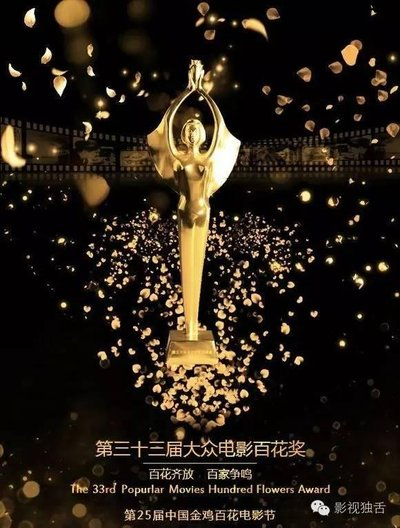 第三十三届大众电影百花奖
百花齐放 百家争鸣
The 33rd Popurlar Movies Hundred Flowers Award
第25届中国金鸡百花电影节
影视独舌